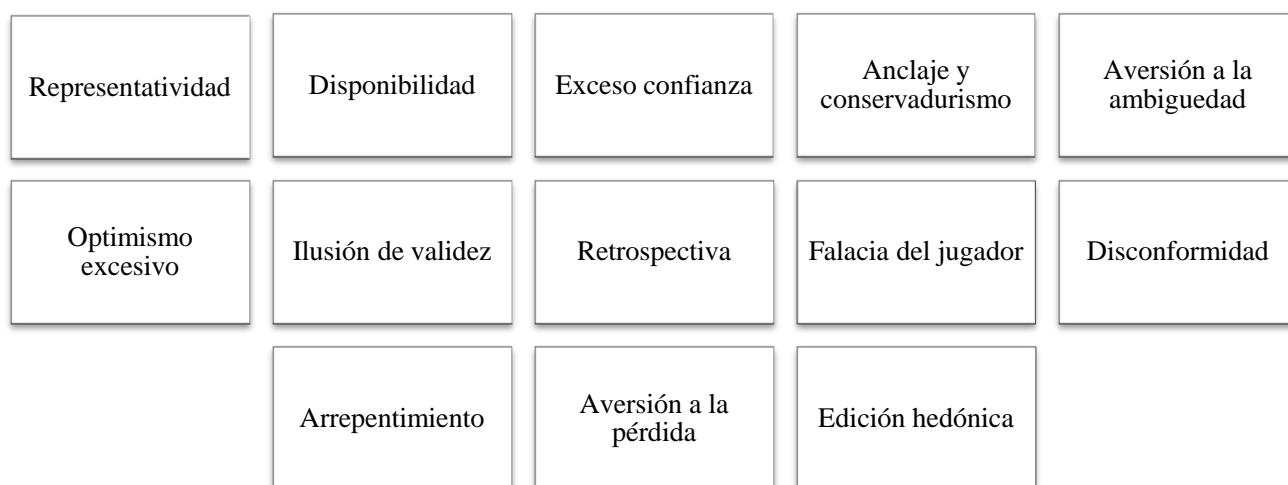 Representatividad
Disponibilidad
Exceso confianza
Anclaje y
conservadurismo
Aversión a la
ambiguedad
Optimismo
excesivo
Ilusión de validez
Retrospectiva
Falacia del jugador
Disconformidad
Arrepentimiento
Aversión a la
pérdida
Edición hedónica